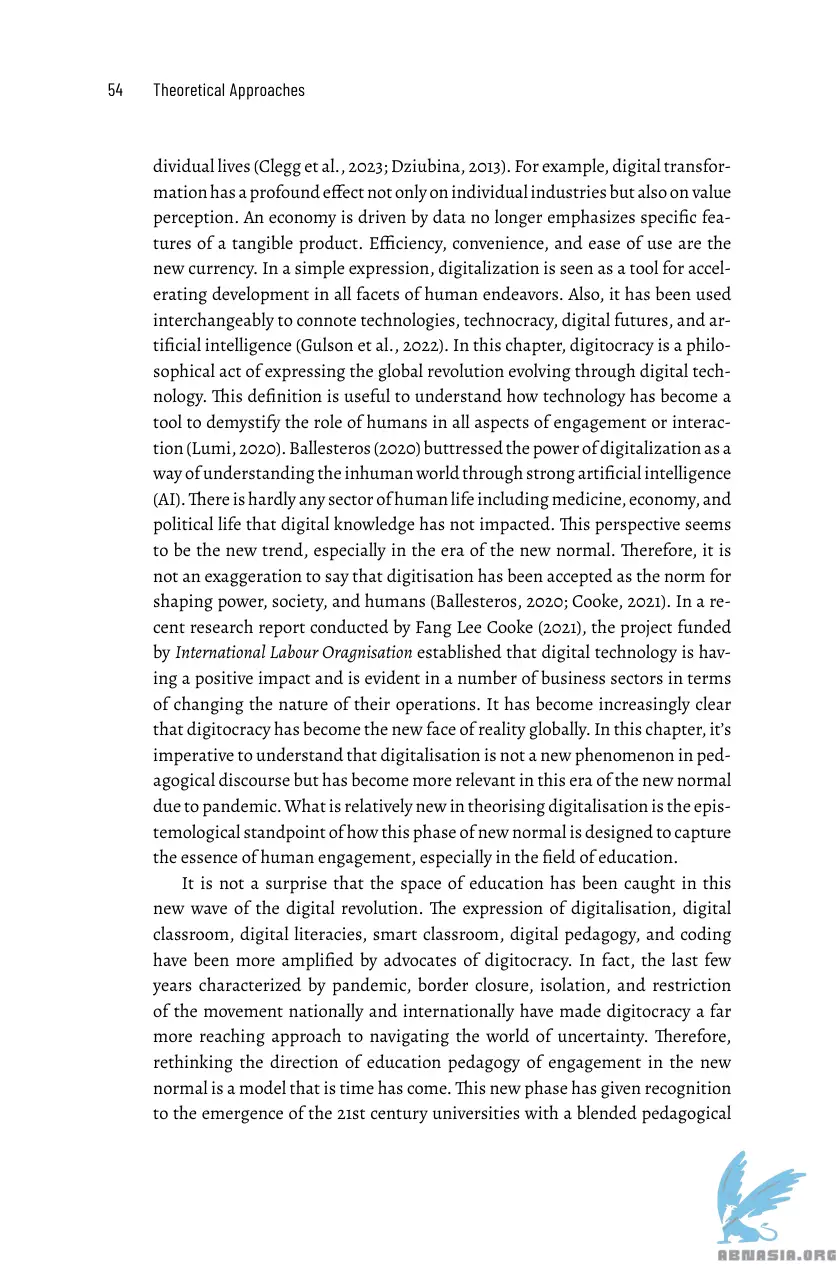 54 Theoretical Approaches
dividual lives (Clegg et al., 2023; Dziubina, 2013). For example, digital transfor-
mation has a profound effect not only on individual industries but also on value
perception. An economy is driven by data no longer emphasizes specific fea-
tures of a tangible product. Efficiency, convenience, and ease of use are the
new currency. In a simple expression, digitalization is seen as a tool for accel-
erating development in all facets of human endeavors. Also, it has been used
interchangeably to connote technologies, technocracy, digital futures, and ar-
tificial intelligence (Gulson et al., 2022). In this chapter, digitocracy is a philo-
sophical act of expressing the global revolution evolving through digital tech-
nology. This definition is useful to understand how technology has become a
tool to demystify the role of humans in all aspects of engagement or interac-
tion (Lumi, 2020). Ballesteros (2020) buttressed the power of digitalization as a
way of understanding the inhuman world through strong artificial intelligence
(AI). There is hardly any sector of human life including medicine, economy, and
political life that digital knowledge has not impacted. This perspective seems
to be the new trend, especially in the era of the new normal. Therefore, it is
not an exaggeration to say that digitisation has been accepted as the norm for
shaping power, society, and humans (Ballesteros, 2020; Cooke, 2021). In a re-
cent research report conducted by Fang Lee Cooke (2021), the project funded
by International Labour Oragnisation established that digital technology is hav-
ing a positive impact and is evident in a number of business sectors in terms
of changing the nature of their operations. It has become increasingly clear
that digitocracy has become the new face of reality globally. In this chapter, it’s
imperative to understand that digitalisation is not a new phenomenon in ped-
agogical discourse but has become more relevant in this era of the new normal
due to pandemic. What is relatively new in theorising digitalisation is the epis-
temological standpoint of how this phase of new normal is designed to capture
the essence of human engagement, especially in the field of education.
It is not a surprise that the space of education has been caught in this
new wave of the digital revolution. The expression of digitalisation, digital
classroom, digital literacies, smart classroom, digital pedagogy, and coding
have been more amplified by advocates of digitocracy. In fact, the last few
years characterized by pandemic, border closure, isolation, and restriction
of the movement nationally and internationally have made digitocracy a far
more reaching approach to navigating the world of uncertainty. Therefore,
rethinking the direction of education pedagogy of engagement in the new
normal is a model that is time has come. This new phase has given recognition
to the emergence of the 21st century universities with a blended pedagogical
ABNASIA.ORG